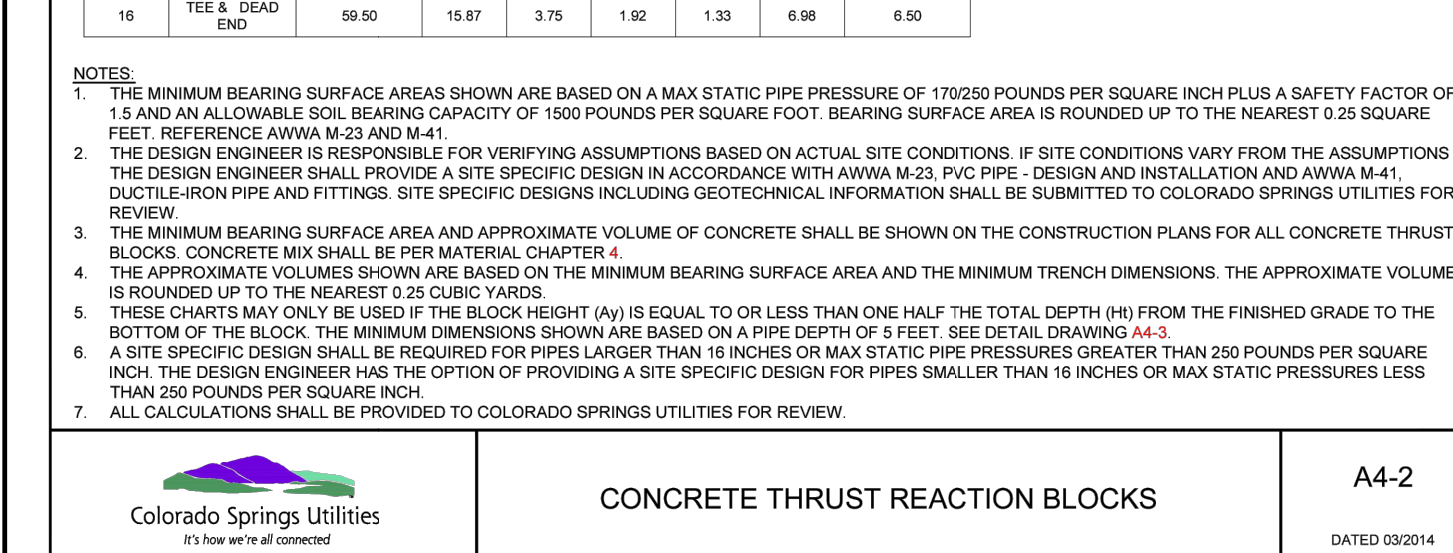 16 TEE & DEAD END 59.50 15.87 3.75 1.92 1.33 6.98 6.50
NOTES:
1. THE MINIMUM BEARING SURFACE AREAS SHOWN ARE BASED ON A MAX STATIC PIPE PRESSURE OF 170/250 POUNDS PER SQUARE INCH PLUS A SAFETY FACTOR OF
1.5 AND AN ALLOWABLE SOIL BEARING CAPACITY OF 1500 POUNDS PER SQUARE FOOT. BEARING SURFACE AREA IS ROUNDED UP TO THE NEAREST 0.25 SQUARE
FEET. REFERENCE AWWA M-23 AND M-41.
2. THE DESIGN ENGINEER IS RESPONSIBLE FOR VERIFYING ASSUMPTIONS BASED ON ACTUAL SITE CONDITIONS. IF SITE CONDITIONS VARY FROM THE ASSUMPTIONS
THE DESIGN ENGINEER SHALL PROVIDE A SITE SPECIFIC DESIGN IN ACCORDANCE WITH AWWA M-23, PVC PIPE - DESIGN AND INSTALLATION AND AWWA M-41,
DUCTILE-IRON PIPE AND FITTINGS. SITE SPECIFIC DESIGNS INCLUDING GEOTECHNICAL INFORMATION SHALL BE SUBMITTED TO COLORADO SPRINGS UTILITIES FOR
REVIEW.
3. THE MINIMUM BEARING SURFACE AREA AND APPROXIMATE VOLUME OF CONCRETE SHALL BE SHOWN ON THE CONSTRUCTION PLANS FOR ALL CONCRETE THRUST
BLOCKS. CONCRETE MIX SHALL BE PER MATERIAL CHAPTER 4.
4. THE APPROXIMATE VOLUMES SHOWN ARE BASED ON THE MINIMUM BEARING SURFACE AREA AND THE MINIMUM TRENCH DIMENSIONS. THE APPROXIMATE VOLUME
IS ROUNDED UP TO THE NEAREST 0.25 CUBIC YARDS.
5. THESE CHARTS MAY ONLY BE USED IF THE BLOCK HEIGHT (Ay) IS EQUAL TO OR LESS THAN ONE HALF THE TOTAL DEPTH (Ht) FROM THE FINISHED GRADE TO THE
BOTTOM OF THE BLOCK. THE MINIMUM DIMENSIONS SHOWN ARE BASED ON A PIPE DEPTH OF 5 FEET. SEE DETAIL DRAWING A4-3.
6. A SITE SPECIFIC DESIGN SHALL BE REQUIRED FOR PIPES LARGER THAN 16 INCHES OR MAX STATIC PIPE PRESSURES GREATER THAN 250 POUNDS PER SQUARE
INCH. THE DESIGN ENGINEER HAS THE OPTION OF PROVIDING A SITE SPECIFIC DESIGN FOR PIPES SMALLER THAN 16 INCHES OR MAX STATIC PRESSURES LESS
THAN 250 POUNDS PER SQUARE INCH.
7. ALL CALCULATIONS SHALL BE PROVIDED TO COLORADO SPRINGS UTILITIES FOR REVIEW.
Colorado Springs Utilities
It's how we're all connected
CONCRETE THRUST REACTION BLOCKS
A4-2
DATED 03/2014